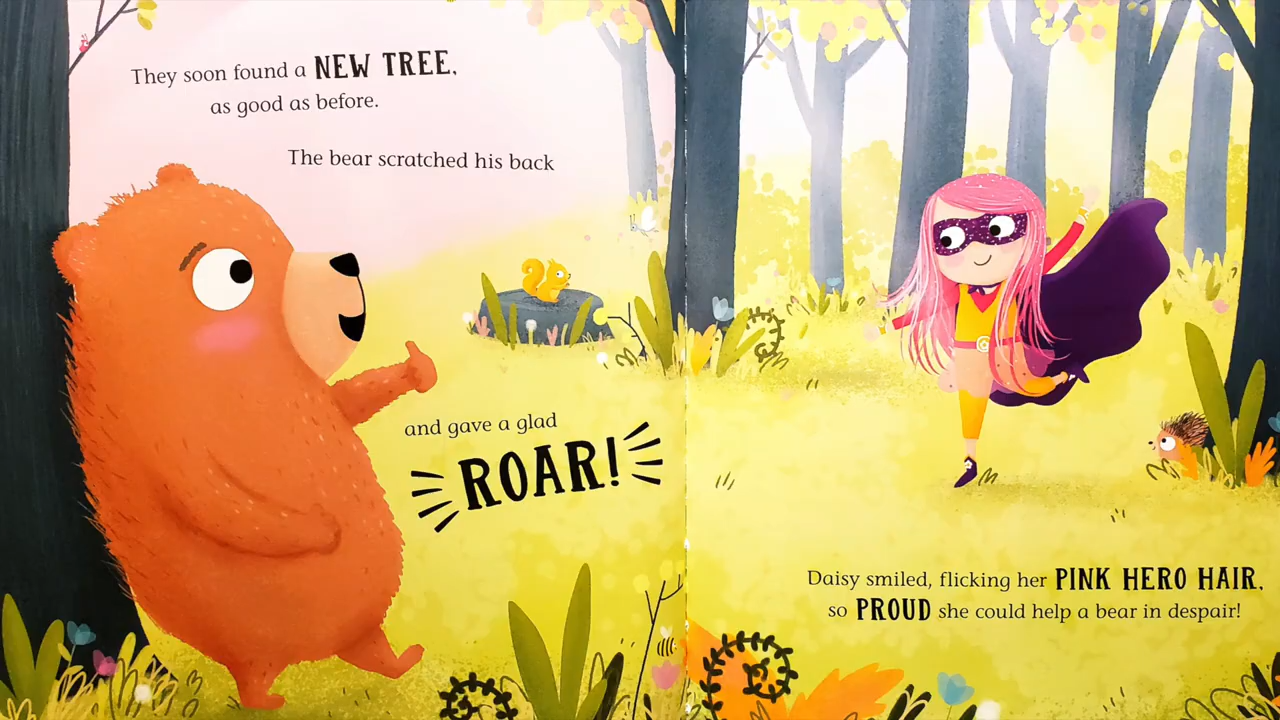 They soon found a NEW TREE,
as good as before.
The bear scratched his back
and gave a glad
ROAR!
Daisy smiled, flicking her PINK HERO HAIR,
so PROUD she could help a bear in despair!